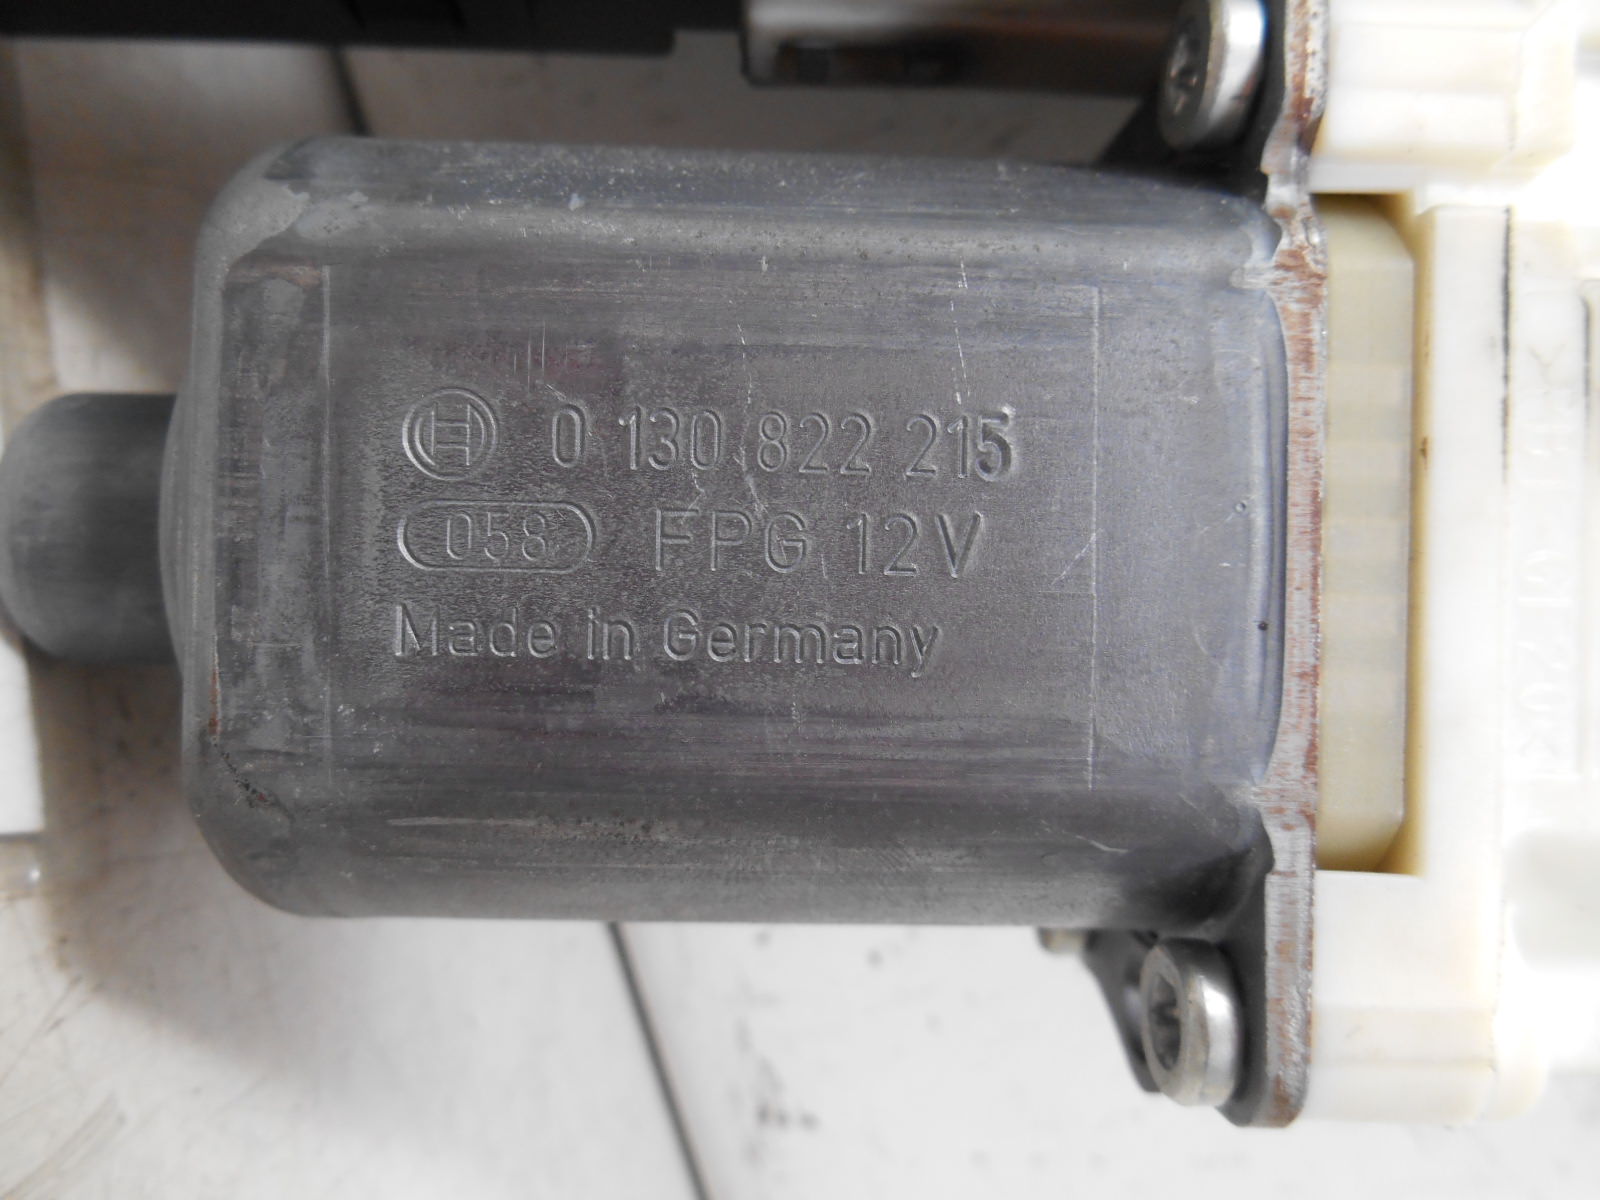 0 130 822 215
058 FPG 12V
Made in Germany